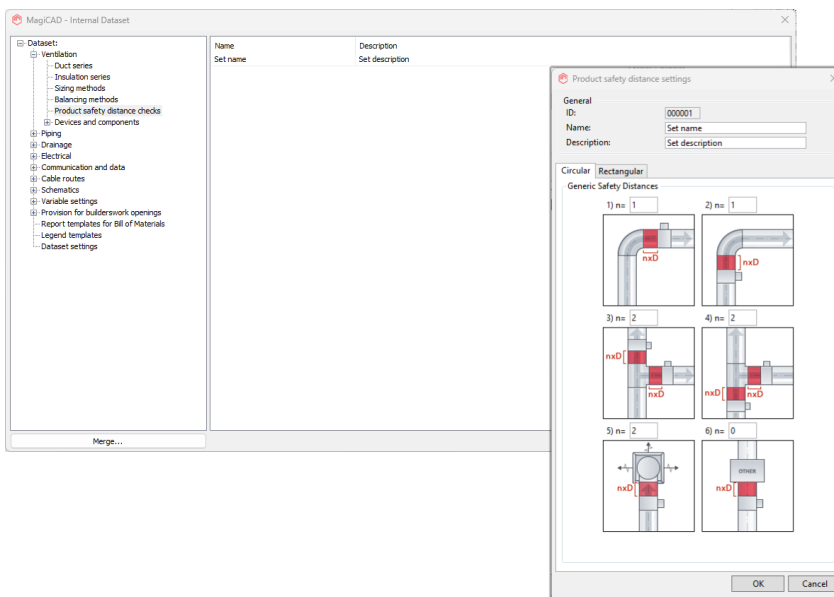 MagiCAD - Internal Dataset
Dataset:
Ventilation
Duct series
Insulation series
Sizing methods
Balancing methods
Product safety distance checks
Devices and components
Piping
Drainage
Electrical
Communication and data
Cable routes
Schematics
Variable settings
Provision for builderswork openings
Report templates for Bill of Materials
Legend templates
Dataset settings
Merge...
Name Description
Set name Set description
Product safety distance settings
General
ID: 000001
Name: Set name
Description: Set description
Circular Rectangular
Generic Safety Distances
1) n= 1 2) n= 1
nxD nxD
3) n= 2 4) n= 2
nxD nxD
nxD nxD
5) n= 2 6) n= 0
OTHER
nxD nxD
OK Cancel